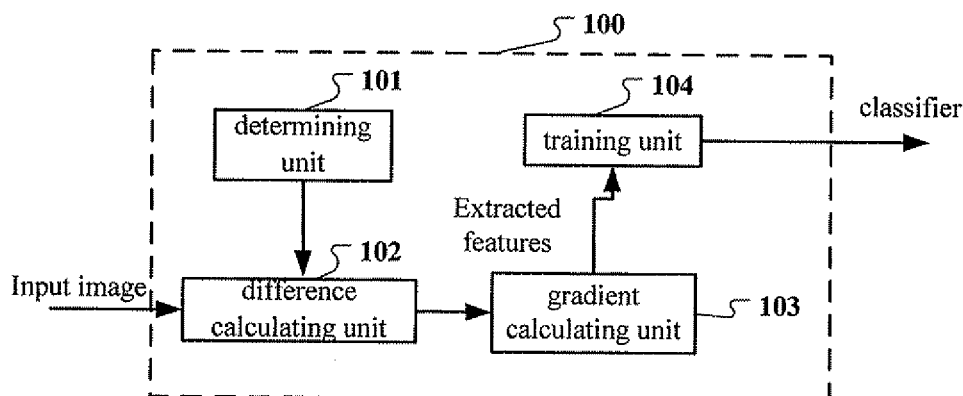 100
101
104
classifier
determining
unit
training unit
Extracted
features
102
Input image
difference
calculating unit
gradient
calculating unit
103